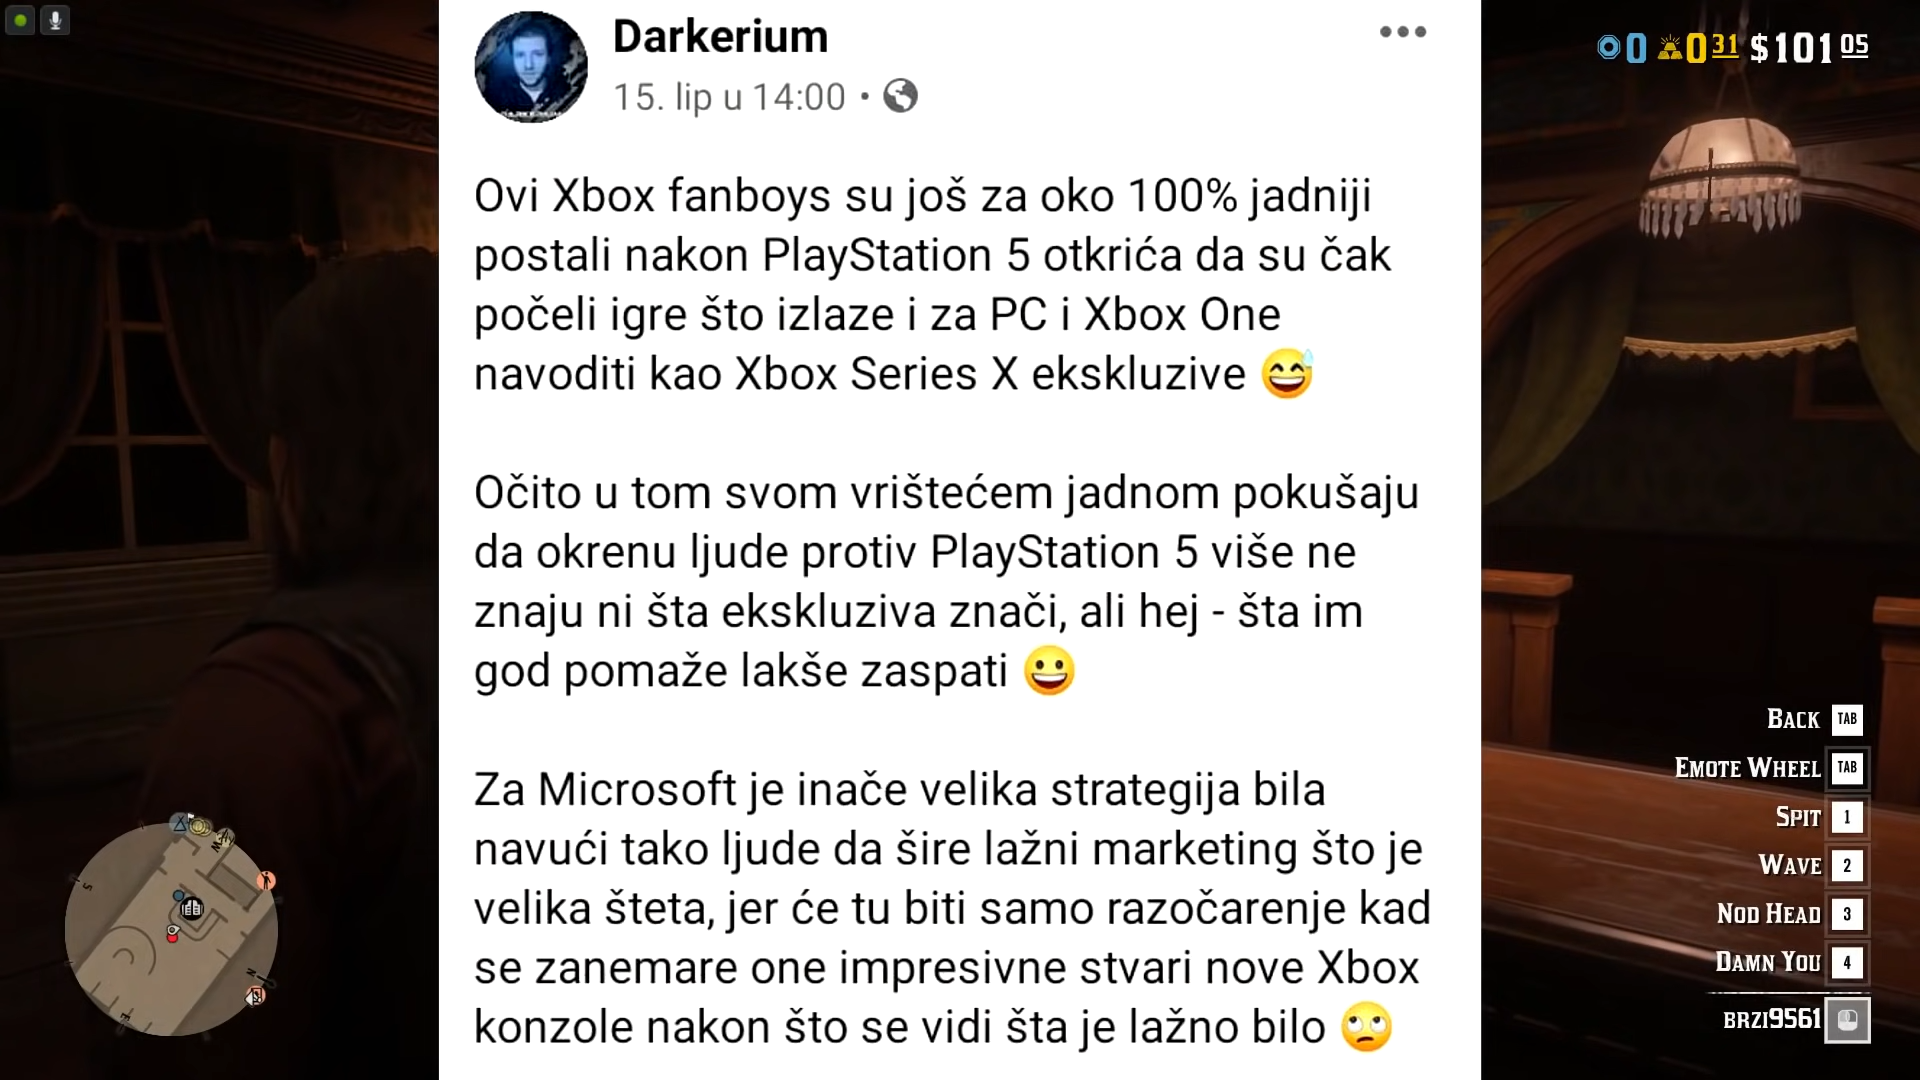 Darkerium
15. lip u 14:00
Ovi Xbox fanboys su još za oko 100% jadniji
postali nakon PlayStation 5 otkrića da su čak
počeli igre što izlaze i za PC i Xbox One
navoditi kao Xbox Series X ekskluzive 😅
Očito u tom svom vrištećem jadnom pokušaju
da okrenu ljude protiv PlayStation 5 više ne
znaju ni šta ekskluziva znači, ali hej - šta im
god pomaže lakše zaspati 😀
Za Microsoft je inače velika strategija bila
navući tako ljude da šire lažni marketing što je
velika šteta, jer će tu biti samo razočarenje kad
se zanemare one impresivne stvari nove Xbox
konzole nakon što se vidi šta je lažno bilo 🙄
0 0 31 $101 05
BACK TAB
EMOTE WHEEL TAB
SPIT 1
WAVE 2
NOD HEAD 3
DAMN YOU 4
BRZI9561